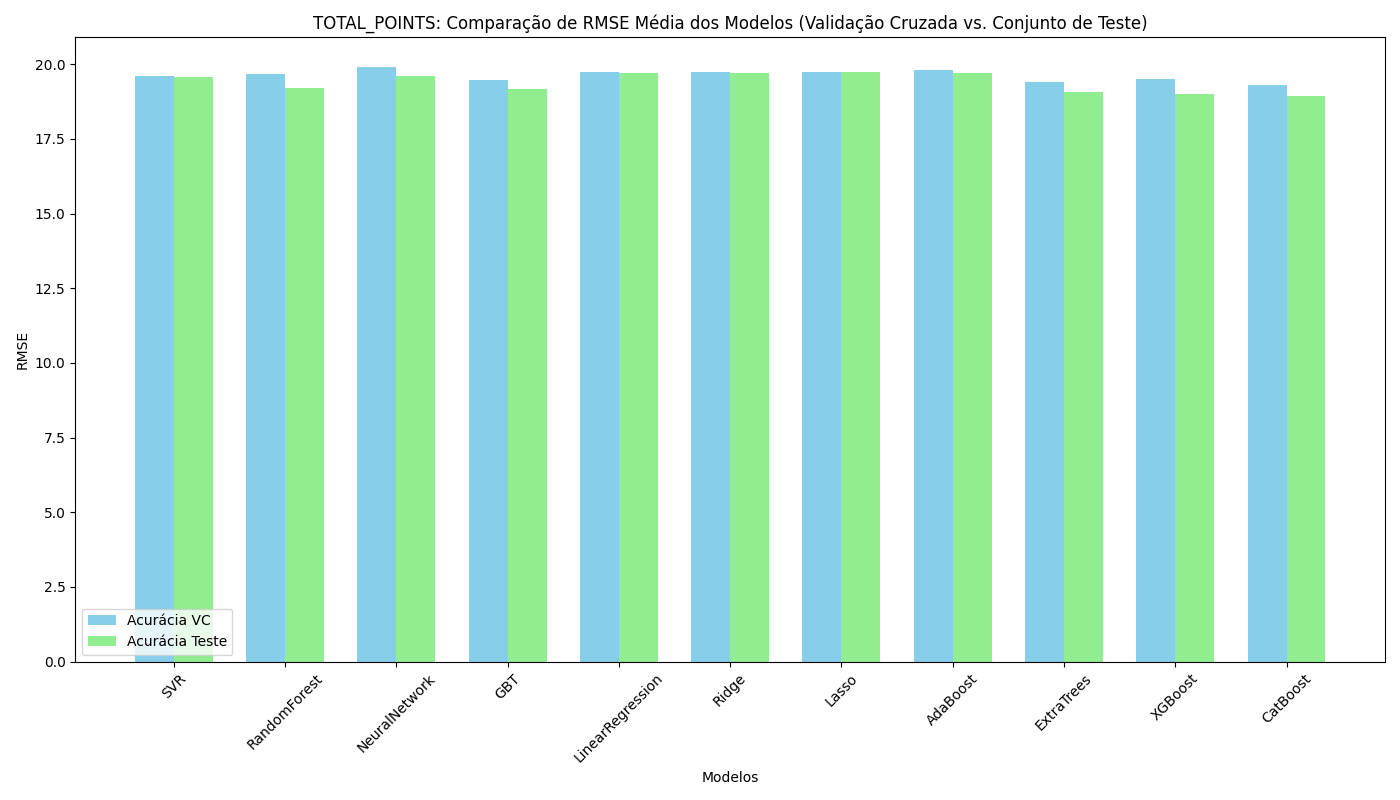 TOTAL_POINTS: Comparação de RMSE Média dos Modelos (Validação Cruzada vs. Conjunto de Teste)
20.0
17.5
15.0
12.5
10.0
7.5
5.0
2.5
0.0
RMSE
Acurácia VC
Acurácia Teste
SVR
RandomForest
NeuralNetwork
GBT
LinearRegression
Ridge
Lasso
AdaBoost
ExtraTrees
XGBoost
CatBoost
Modelos